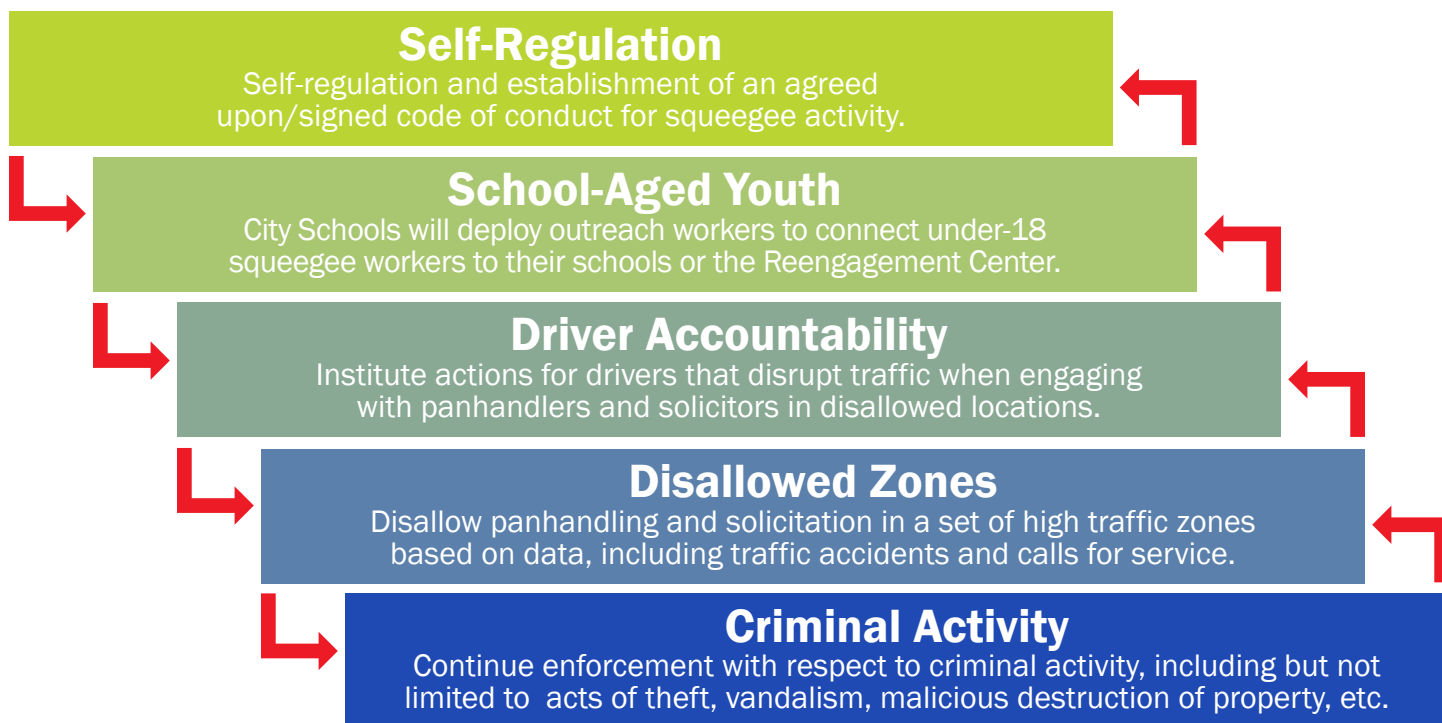 Self-Regulation
Self-regulation and establishment of an agreed
upon/signed code of conduct for squeegee activity.
School-Aged Youth
City Schools will deploy outreach workers to connect under-18
squeegee workers to their schools or the Reengagement Center.
Driver Accountability
Institute actions for drivers that disrupt traffic when engaging
with panhandlers and solicitors in disallowed locations.
Disallowed Zones
Disallow panhandling and solicitation in a set of high traffic zones
based on data, including traffic accidents and calls for service.
Criminal Activity
Continue enforcement with respect to criminal activity, including but not
limited to  acts of theft, vandalism, malicious destruction of property, etc.